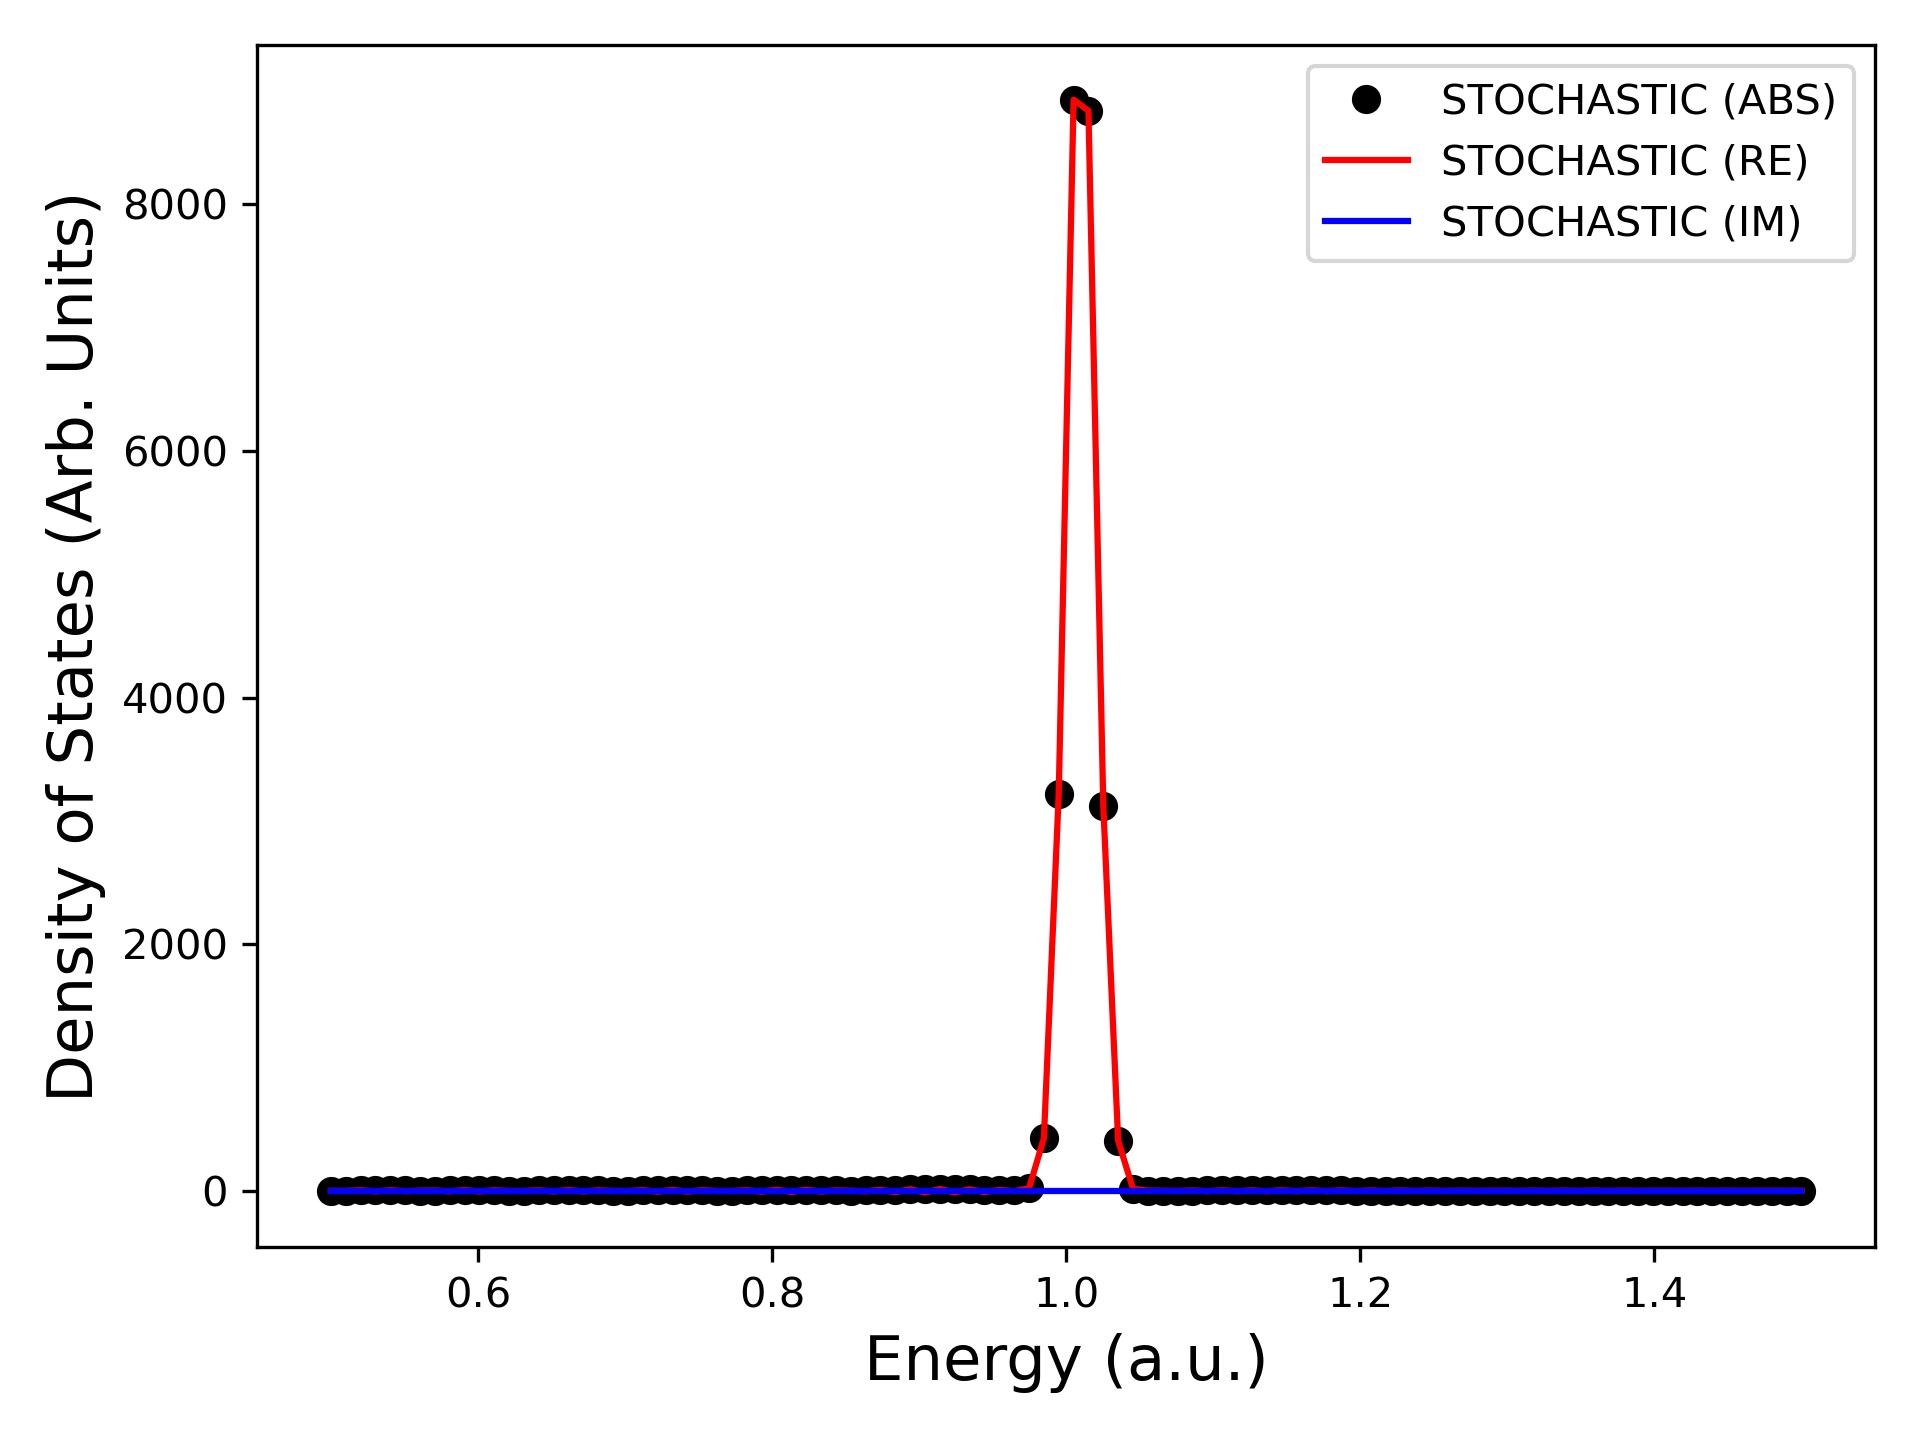 STOCHASTIC (ABS)
STOCHASTIC (RE)
STOCHASTIC (IM)
Density of States (Arb. Units)
8000
6000
4000
2000
0
0.6 0.8 1.0 1.2 1.4
Energy (a.u.)